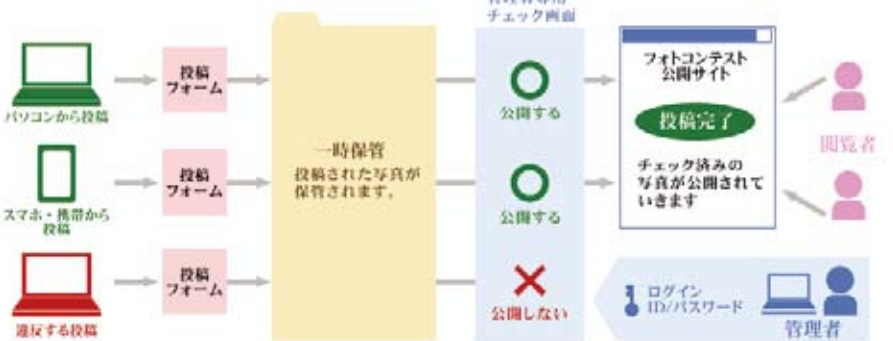 チェック画面
パソコンから投稿
投稿
フォーム
スマホ・携帯から
投稿
投稿
フォーム
違反する投稿
投稿
フォーム
一時保管
投稿された写真が
保管されます。
公開する
公開する
公開しない
フォトコンテスト
公開サイト
投稿完了
チェック済みの
写真が公開されて
いきます
閲覧者
ログイン
ID/パスワード
管理者